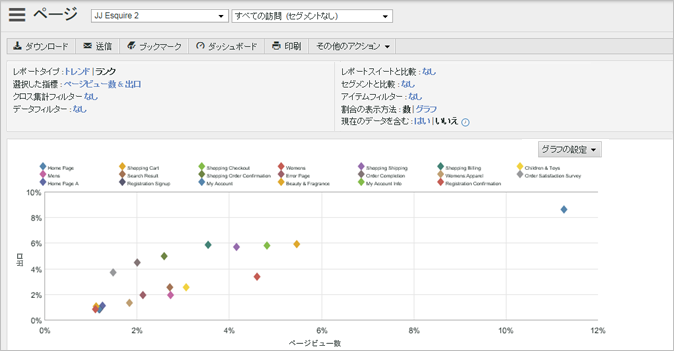 ページ JJ Esquire 2 すべての訪問 (セグメントなし)
ダウンロード 送信 ブックマーク ダッシュボード 印刷 その他のアクション
レポートタイプ : トレンド | ランク
選択した指標 : ページビュー数 & 出口
クロス集計フィルター なし
データフィルター : なし
レポートスイートと比較 : なし
セグメントと比較 : なし
アイテムフィルター : なし
割合の表示方法 : 数 | グラフ
現在のデータを含む : はい | いいえ
グラフの設定
Home Page Shopping Cart Shopping Checkout Womens Shopping Shipping Shopping Billing Children & Toys
Mens Search Result Shopping Order Confirmation Error Page Order Completion Womens Apparel Order Satisfaction Survey
Home Page A Registration Signup My Account Beauty & Fragrance My Account Info Registration Confirmation
10%
8%
6%
4%
2%
0%
出口
0% 2% 4% 6% 8% 10% 12%
ページビュー数